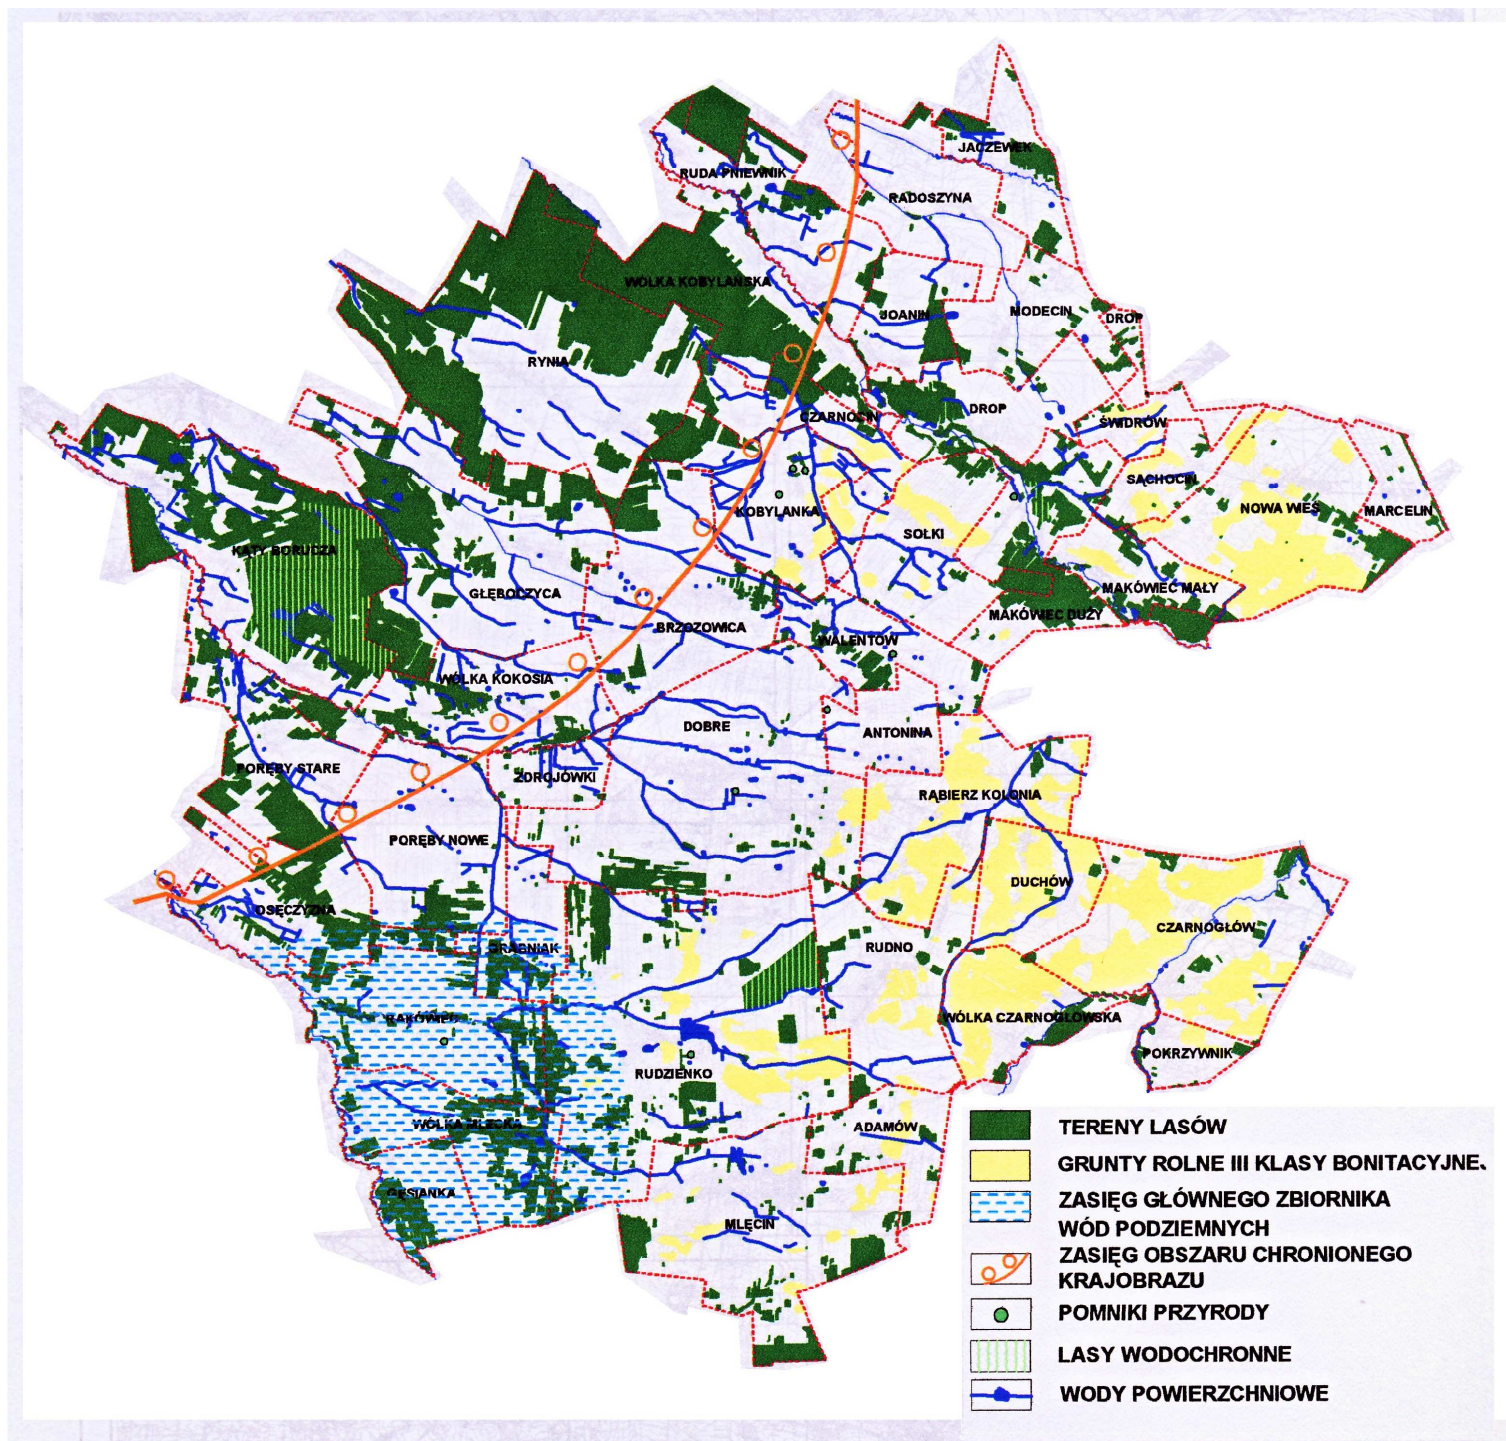 JACZEWEK
RUDA PNIEWNIK
RADOSZYNA
WÓLKA KOBYLAŃSKA
JOANIN
MODECIN
DROP
RYNIA
CZARNOCIN
DROP
ŚWIDRÓW
SĄCHOCIN
NOWA WIEŚ
MARCELIN
KOBYLANKA
SOŁKI
KĄTY BORUCZA
GŁĘBOCZYCA
MAKÓWIEC MAŁY
MAKÓWIEC DUŻY
BRZOZOWICA
WALENTÓW
WÓLKA KOKOSIA
DOBRE
ANTONINA
PORĘBY STARE
ZDROJÓWKI
RĄBIERZ KOLONIA
PORĘBY NOWE
DUCHÓW
OSĘCZYZNA
CZARNOGŁÓW
GRABNIAK
RUDNO
RAKÓWIEC
WÓLKA CZARNOGŁOWSKA
POKRZYWNIK
RUDZIENKO
WÓLKA MLĘCKA
ADAMÓW
GĘSIANKA
MLĘCIN
TERENY LASÓW
GRUNTY ROLNE III KLASY BONITACYJNEJ
ZASIĘG GŁÓWNEGO ZBIORNIKA
WÓD PODZIEMNYCH
ZASIĘG OBSZARU CHRONIONEGO
KRAJOBRAZU
POMNIKI PRZYRODY
LASY WODOCHRONNE
WODY POWIERZCHNIOWE